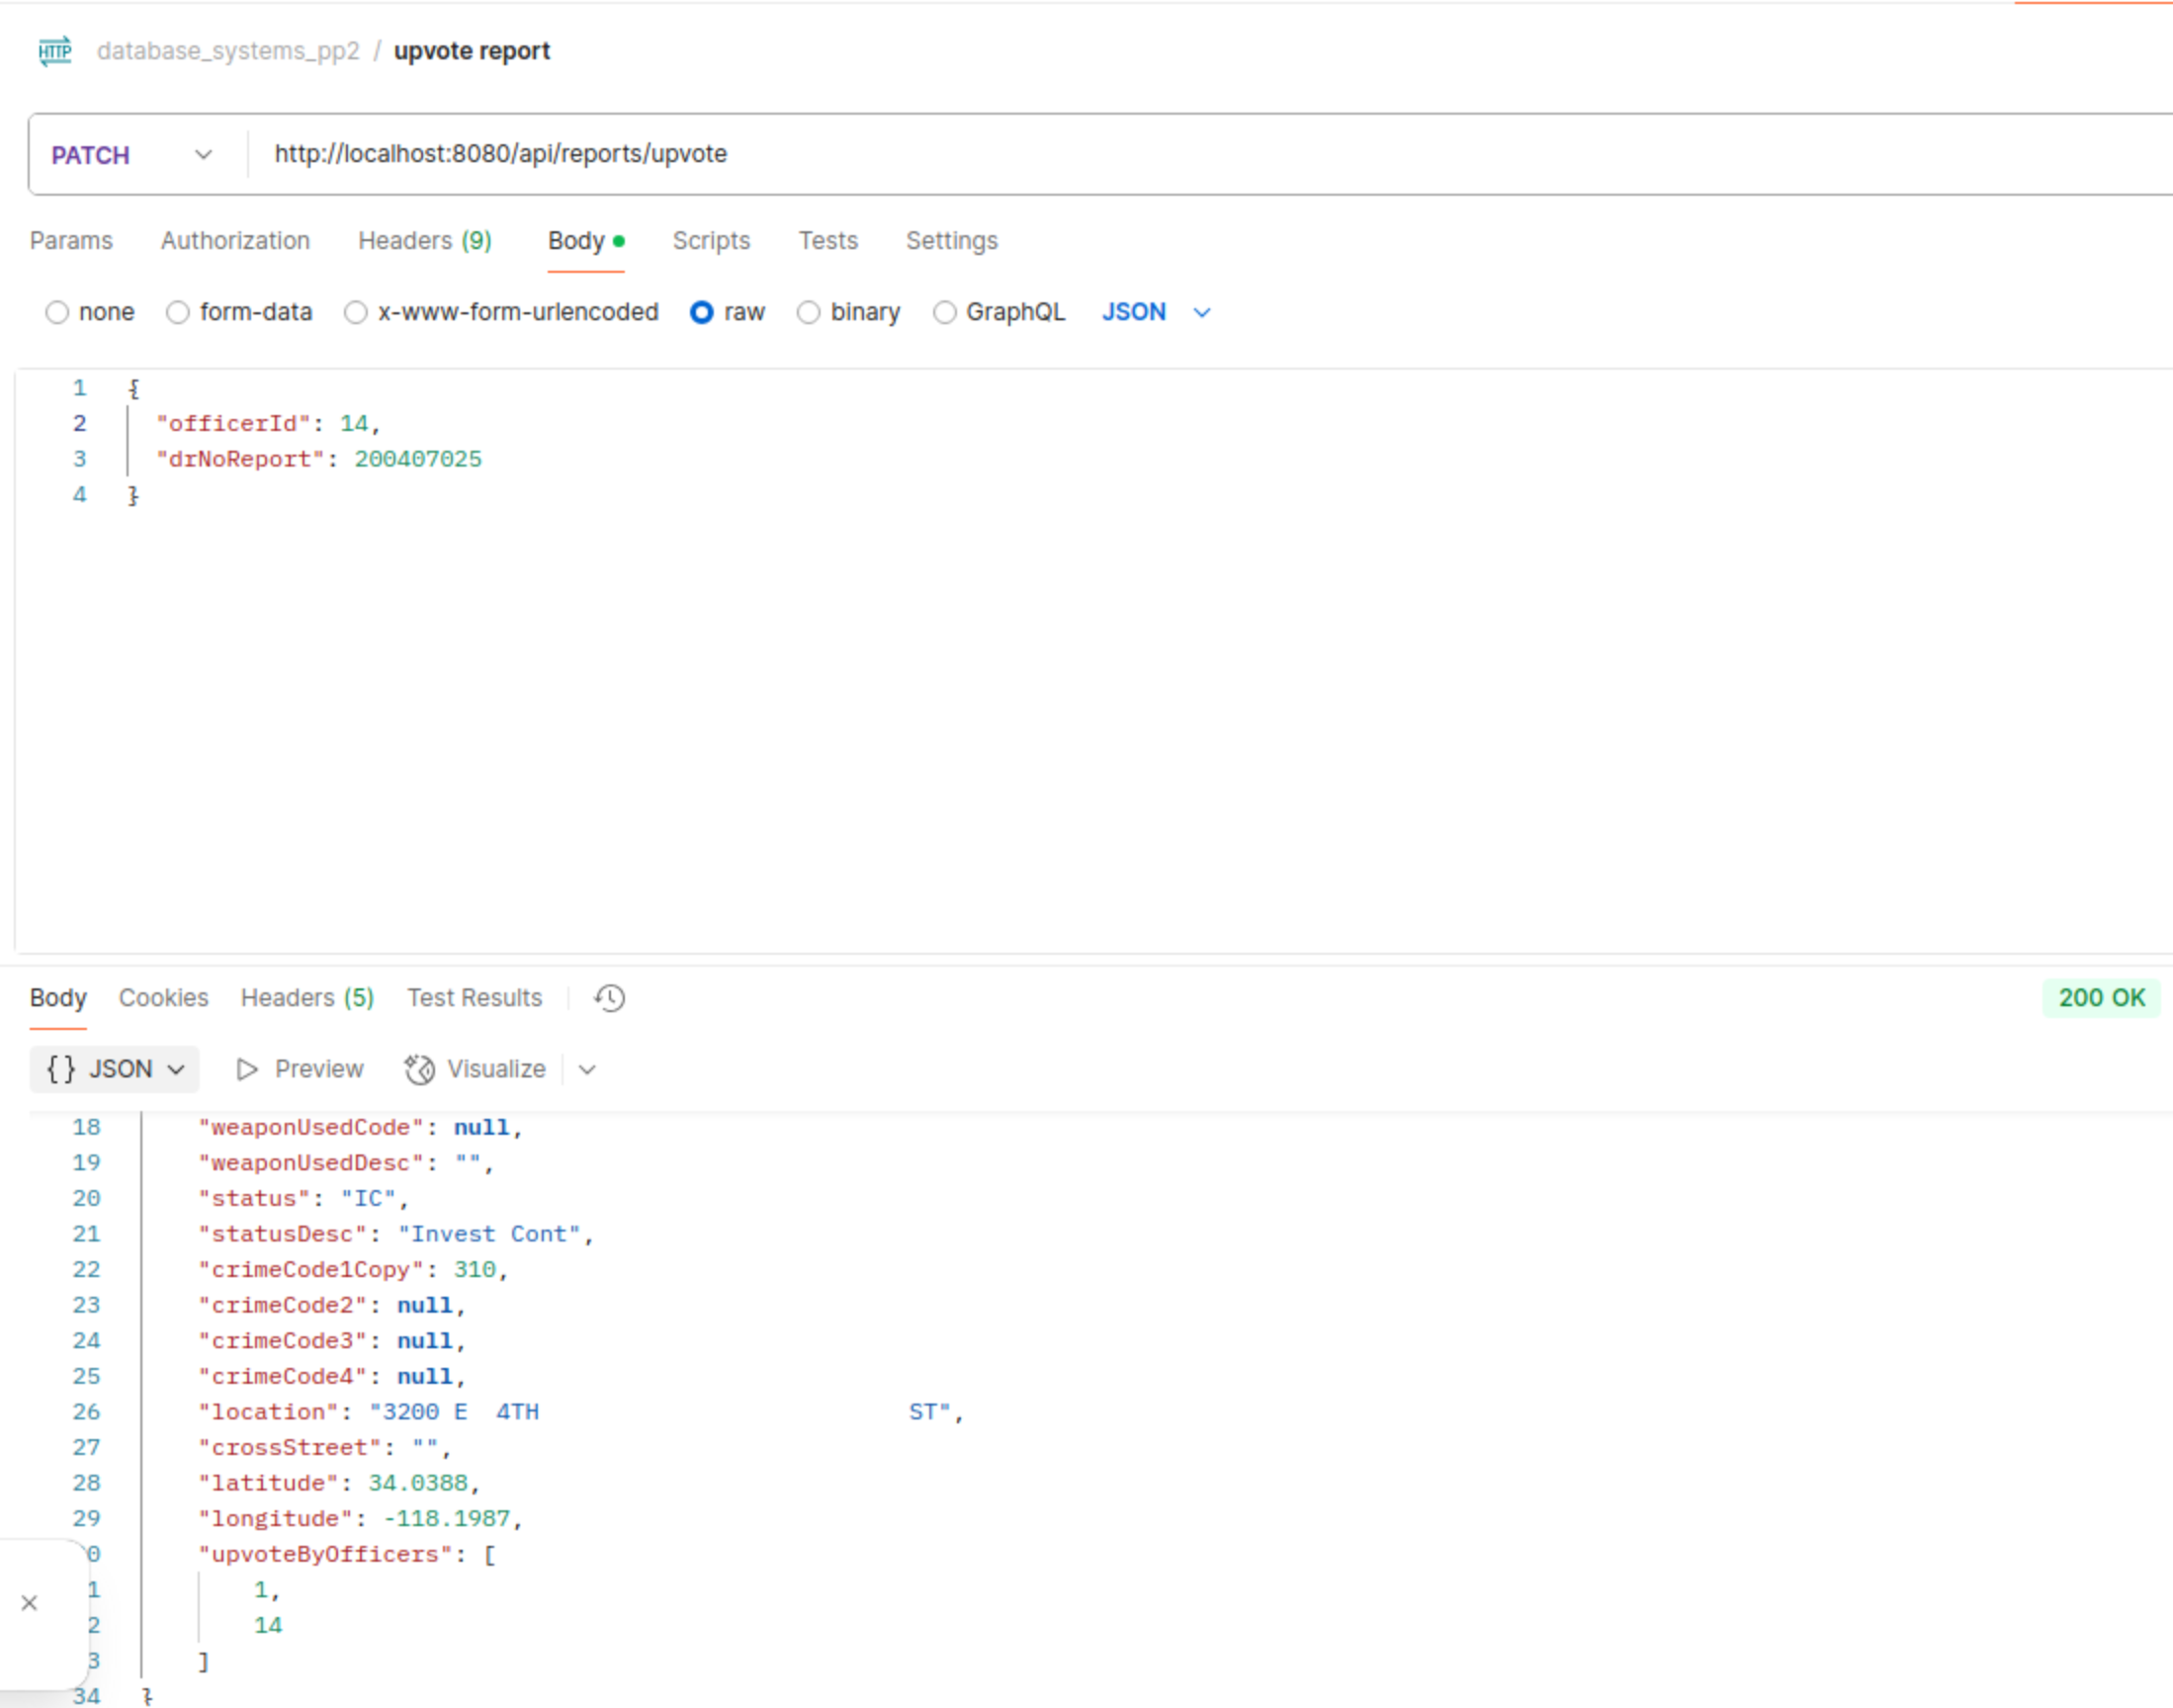 HTTP database_systems_pp2 / upvote report
PATCH http://localhost:8080/api/reports/upvote
Params Authorization Headers (9) Body Scripts Tests Settings
none form-data x-www-form-urlencoded raw binary GraphQL JSON
1 {
2 "officerId": 14,
3 "drNoReport": 200407025
4 }
Body Cookies Headers (5) Test Results 200 OK
{} JSON Preview Visualize
18 "weaponUsedCode": null,
19 "weaponUsedDesc": "",
20 "status": "IC",
21 "statusDesc": "Invest Cont",
22 "crimeCode1Copy": 310,
23 "crimeCode2": null,
24 "crimeCode3": null,
25 "crimeCode4": null,
26 "location": "3200 E  4TH                          ST",
27 "crossStreet": "",
28 "latitude": 34.0388,
29 "longitude": -118.1987,
0 "upvoteByOfficers": [
1 1,
2 14
3 ]
34 }